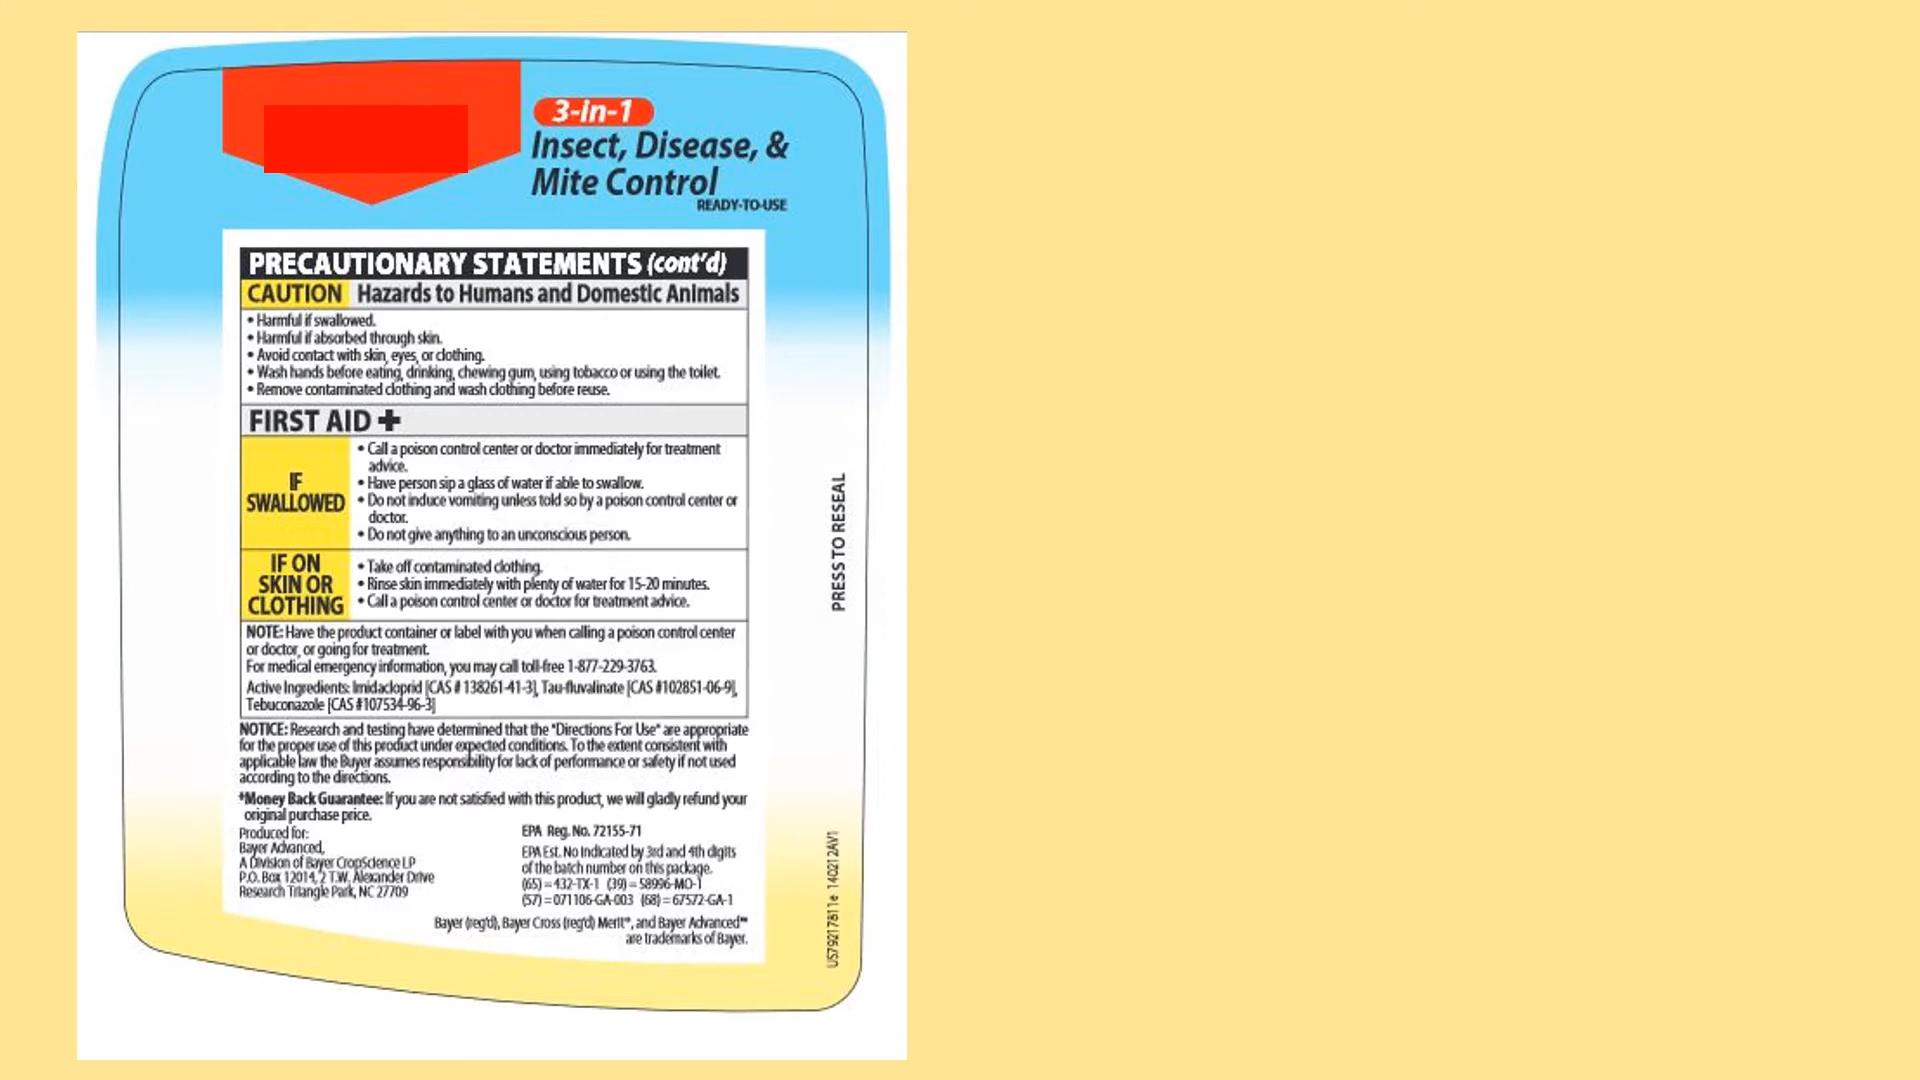 3-in-1
Insect, Disease, &
Mite Control
READY-TO-USE
PRECAUTIONARY STATEMENTS (cont'd)
CAUTION Hazards to Humans and Domestic Animals
• Harmful if swallowed.
• Harmful if absorbed through skin.
• Avoid contact with skin, eyes, or clothing.
• Wash hands before eating, drinking, chewing gum, using tobacco or using the toilet.
• Remove contaminated clothing and wash clothing before reuse.
FIRST AID +
IF
SWALLOWED
• Call a poison control center or doctor immediately for treatment
advice.
• Have person sip a glass of water if able to swallow.
• Do not induce vomiting unless told so by a poison control center or
doctor.
• Do not give anything to an unconscious person.
IF ON
SKIN OR
CLOTHING
• Take off contaminated clothing.
• Rinse skin immediately with plenty of water for 15-20 minutes.
• Call a poison control center or doctor for treatment advice.
NOTE: Have the product container or label with you when calling a poison control center
or doctor, or going for treatment.
For medical emergency information, you may call toll-free 1-877-229-3763.
Active Ingredients: Imidacloprid [CAS # 138261-41-3], Tau-fluvalinate [CAS #102851-06-9],
Tebuconazole [CAS #107534-96-3]
NOTICE: Research and testing have determined that the "Directions For Use" are appropriate
for the proper use of this product under expected conditions. To the extent consistent with
applicable law the Buyer assumes responsibility for lack of performance or safety if not used
according to the directions.
‡Money Back Guarantee: If you are not satisfied with this product, we will gladly refund your
original purchase price.
Produced for:
Bayer Advanced,
A Division of Bayer CropScience LP
P.O. Box 12014, 2 T.W. Alexander Drive
Research Triangle Park, NC 27709
EPA Reg. No. 72155-71
EPA Est. No Indicated by 3rd and 4th digits
of the batch number on this package.
(65) = 432-TX-1 (39) = 58996-MO-1
(57) = 071106-GA-003 (68) = 67572-GA-1
Bayer (reg'd), Bayer Cross (reg'd) Merit®, and Bayer Advanced™
are trademarks of Bayer.
PRESS TO RESEAL
US79217811e 140212AV1